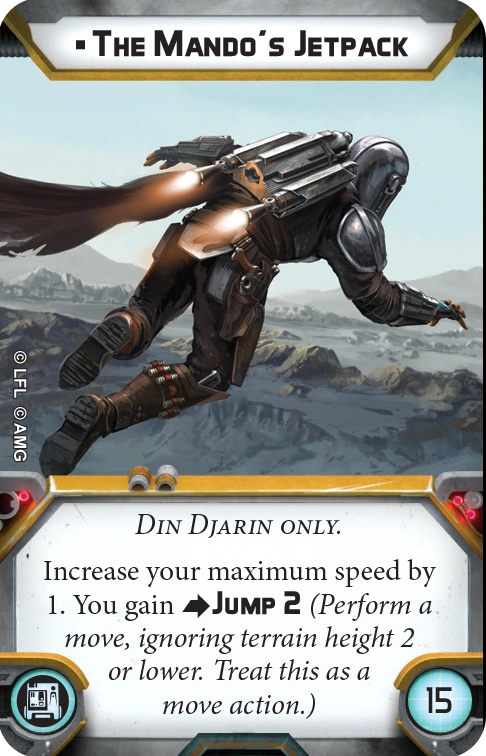 ▪ The Mando's Jetpack
© LFL © AMG
Din Djarin only.
Increase your maximum speed by
1. You gain ➔Jump 2 (Perform a
move, ignoring terrain height 2
or lower. Treat this as a
move action.)
15